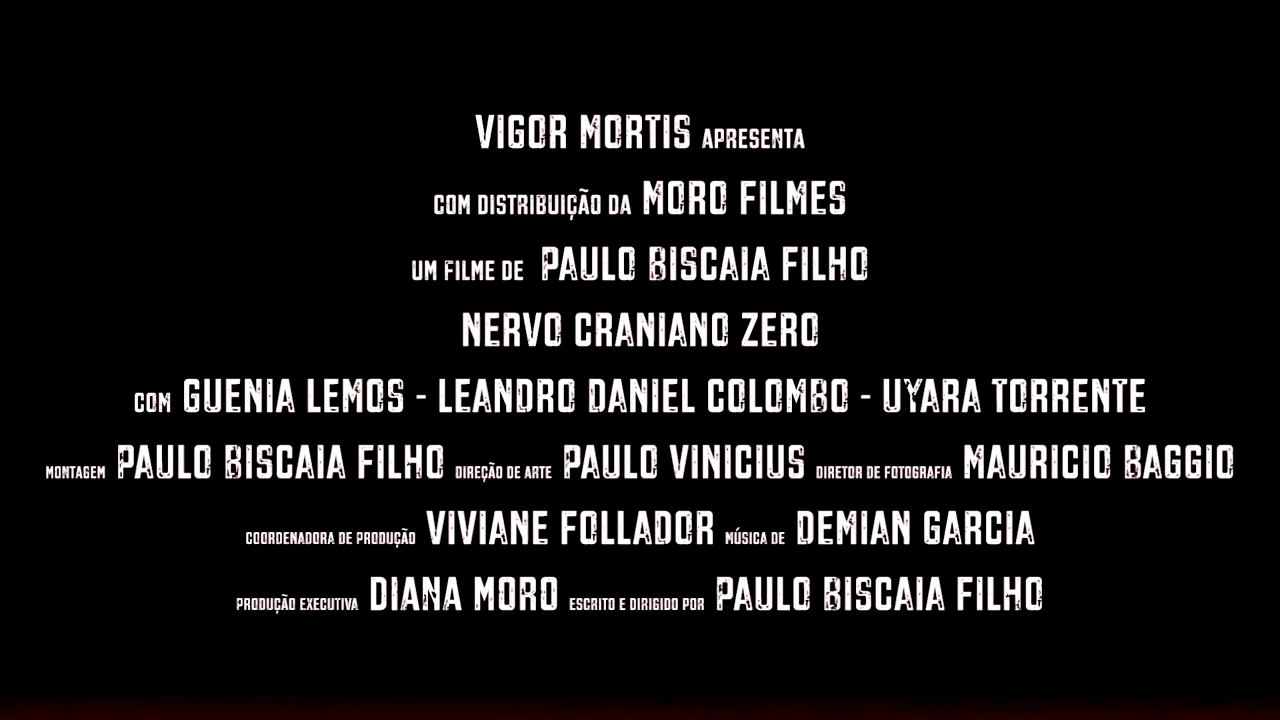 VIGOR MORTIS APRESENTA
COM DISTRIBUIÇÃO DA MORO FILMES
UM FILME DE PAULO BISCAIA FILHO
NERVO CRANIANO ZERO
COM GUENIA LEMOS - LEANDRO DANIEL COLOMBO - UYARA TORRENTE
MONTAGEM PAULO BISCAIA FILHO DIREÇÃO DE ARTE PAULO VINICIUS DIRETOR DE FOTOGRAFIA MAURICIO BAGGIO
COORDENADORA DE PRODUÇÃO VIVIANE FOLLADOR MÚSICA DE DEMIAN GARCIA
PRODUÇÃO EXECUTIVA DIANA MORO ESCRITO E DIRIGIDO POR PAULO BISCAIA FILHO